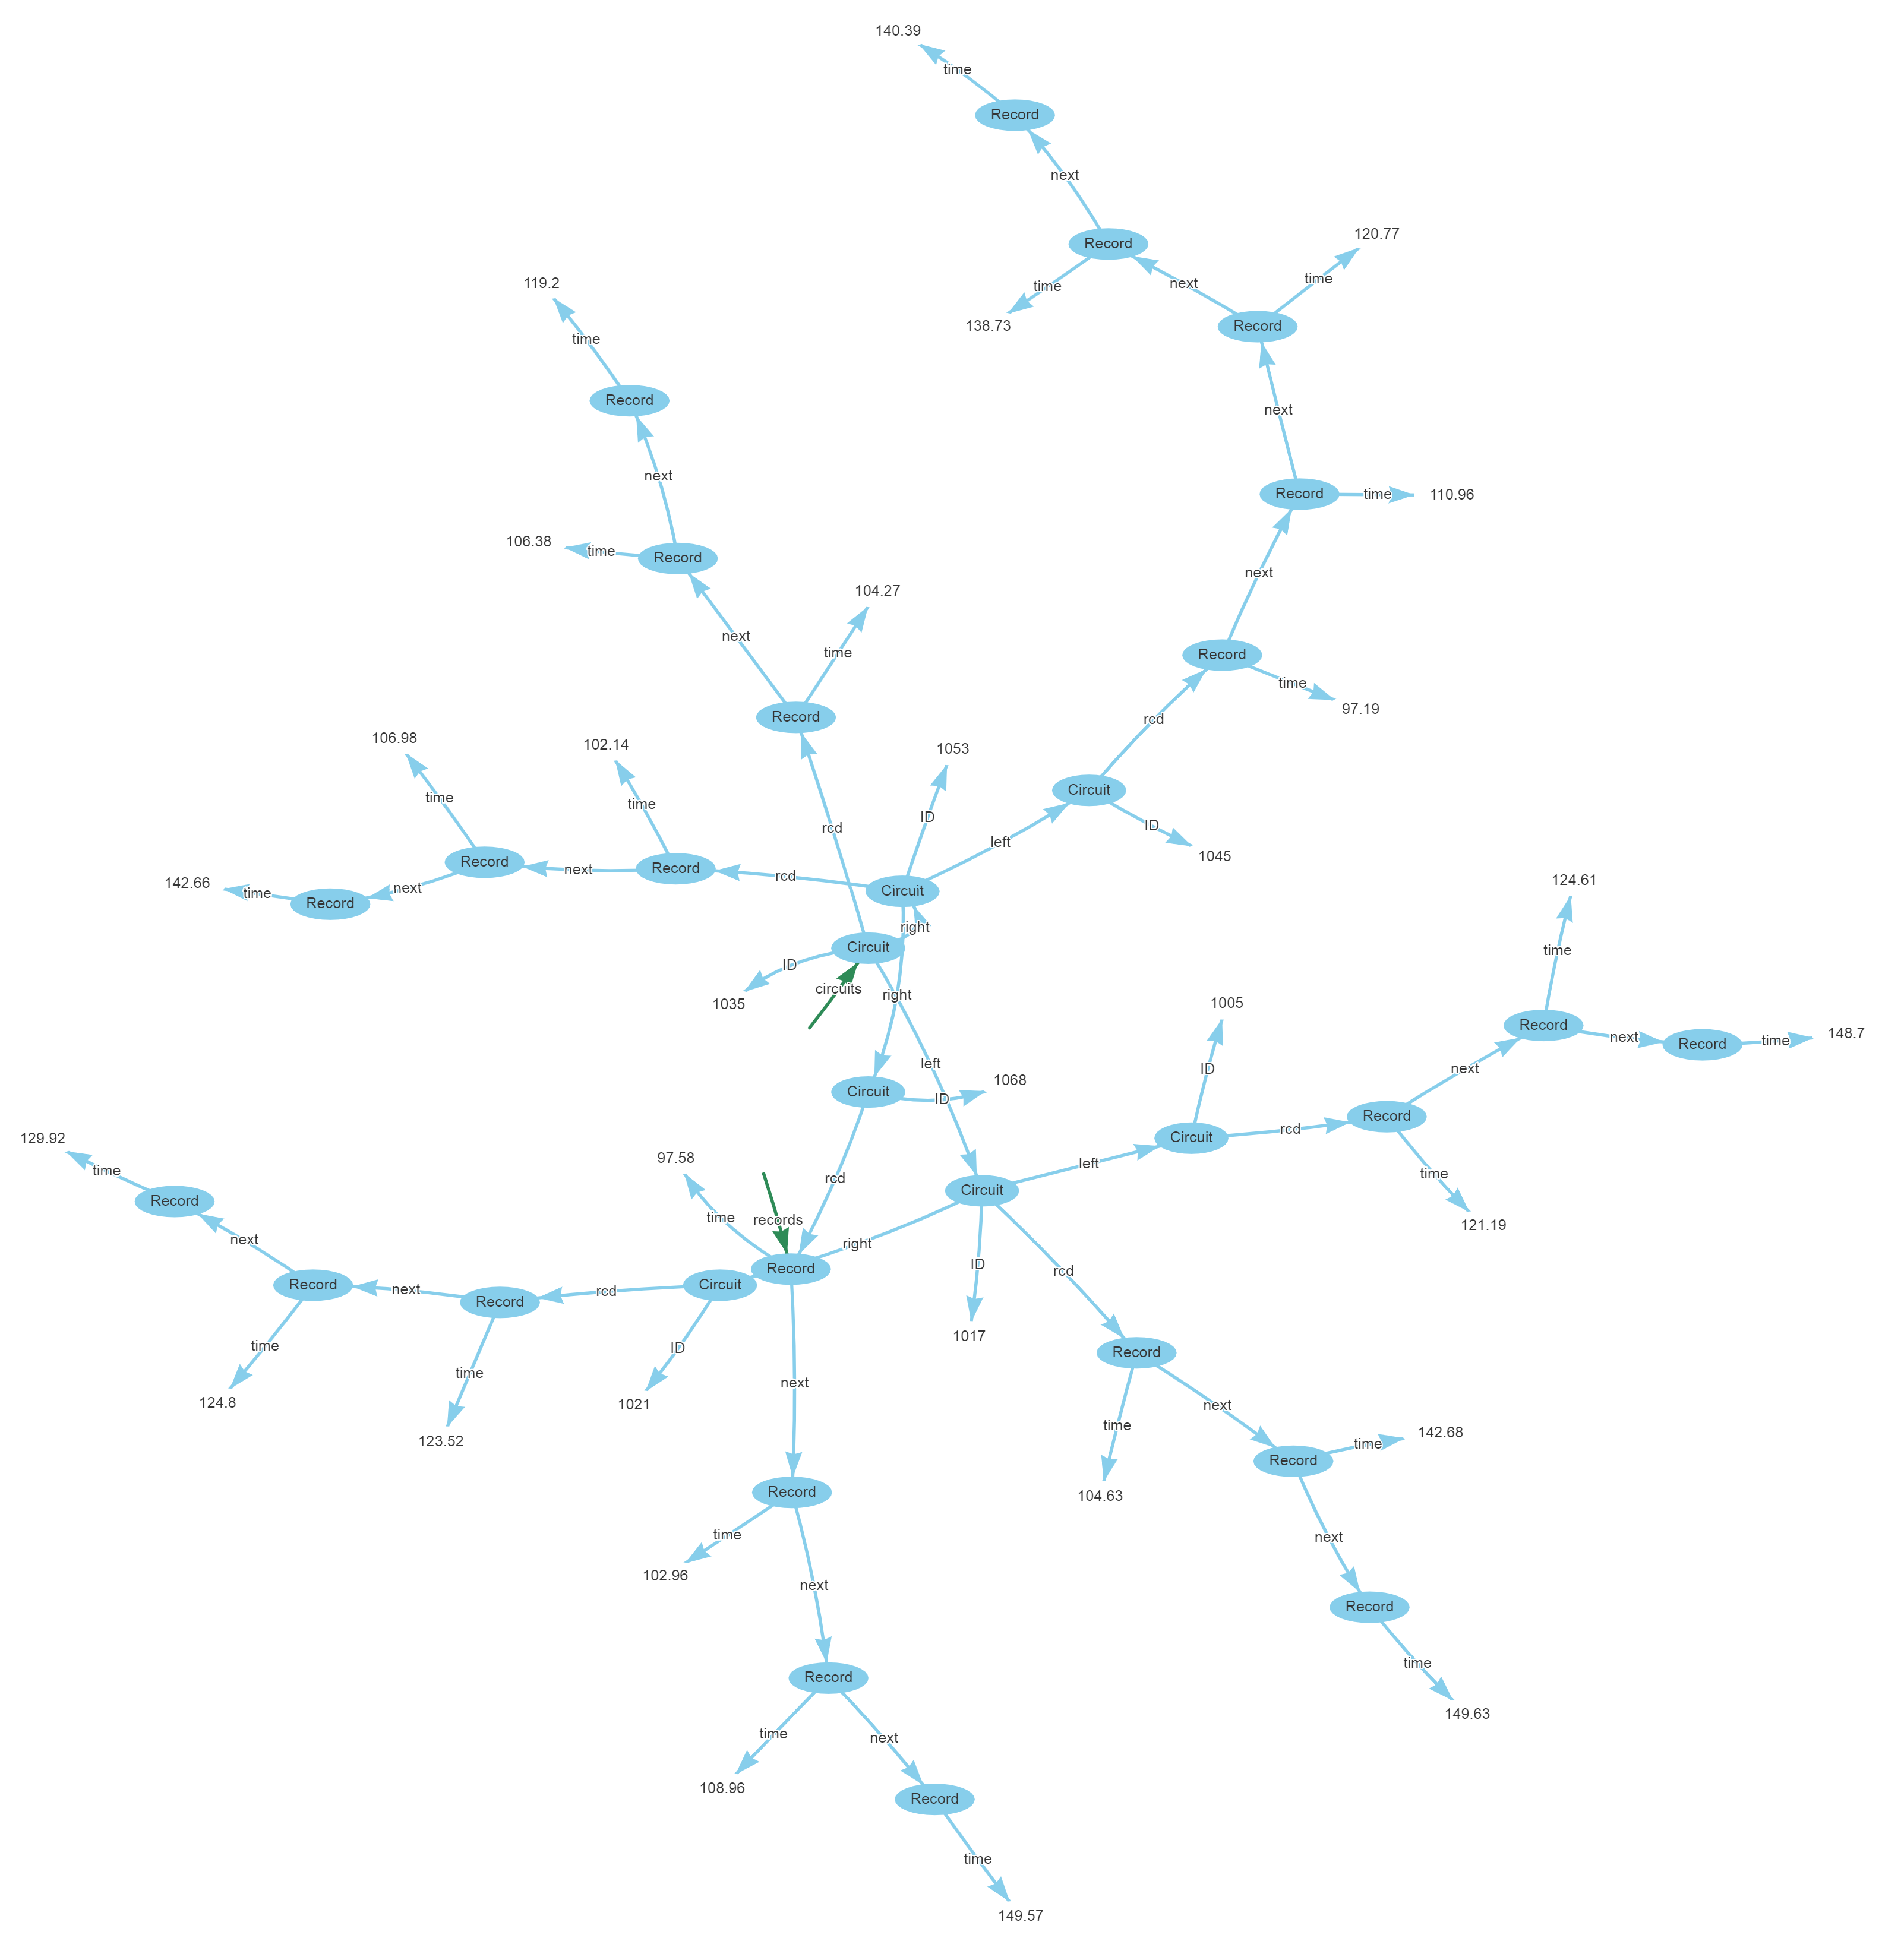 140.39
time
Record
next
Record
120.77
time
time
next
119.2
138.73
Record
time
Record
next
next
Record
110.96
time
106.38
time
Record
next
104.27
next
time
Record
time
97.19
rcd
Record
106.98
102.14
1053
Circuit
time
time
ID
ID
rcd
left
1045
Record
Record
next
rcd
Circuit
142.66
time
next
Record
124.61
right
Circuit
time
ID
circuits
right
1035
1005
Record
next
Record
time
148.7
left
ID
next
Circuit
ID
1068
Record
rcd
Circuit
time
129.92
97.58
left
121.19
time
rcd
Circuit
Record
time
records
next
right
Record
ID
rcd
Record
next
Record
rcd
Circuit
1017
time
time
ID
next
Record
124.8
123.52
1021
next
time
142.68
time
Record
104.63
Record
time
next
102.96
next
Record
Record
time
time
next
149.63
108.96
Record
time
149.57